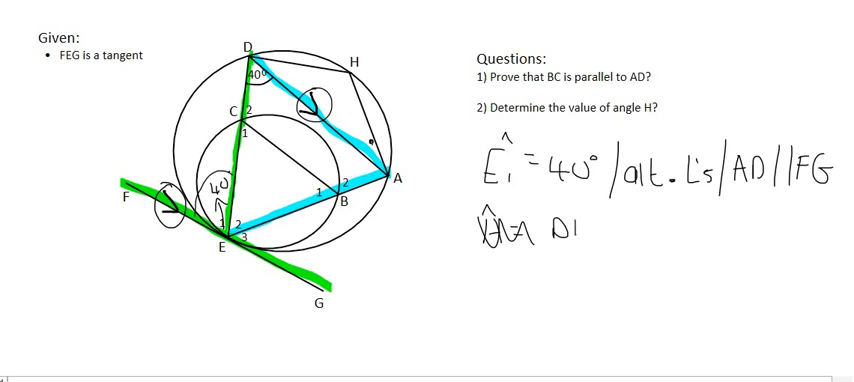 Given:
• FEG is a tangent
D
H
40°
C 2
1
40
A
2
1
B
F
1 2
3
E
G
Questions:
1) Prove that BC is parallel to AD?
2) Determine the value of angle H?
Ê₁ = 40° /alt. L's/AD//FG
DI